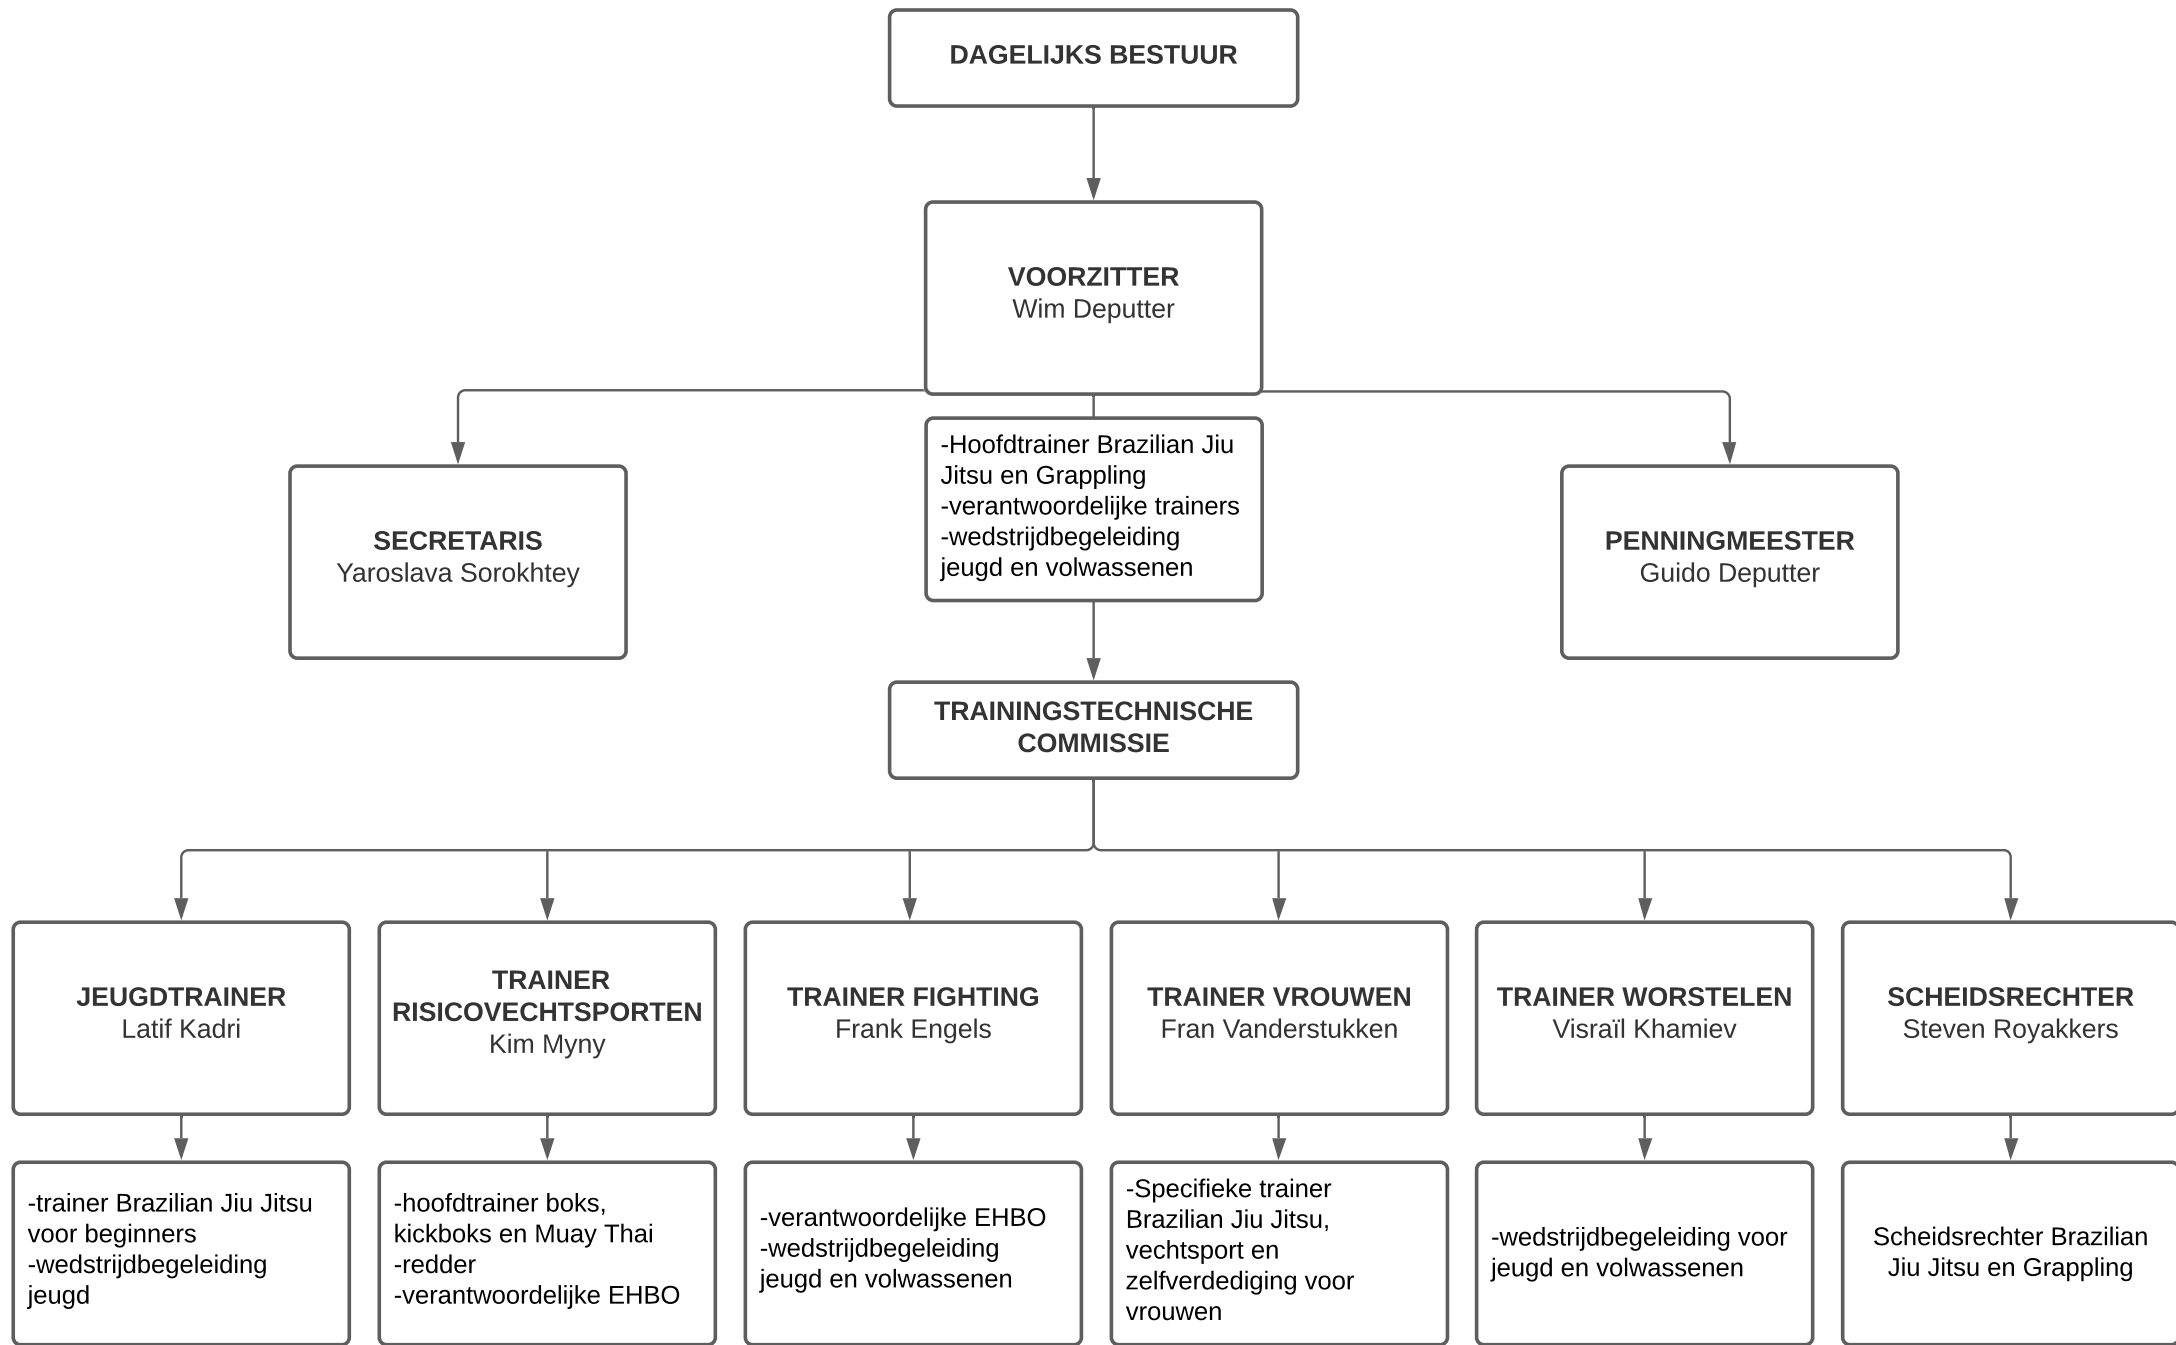 DAGELIJKS BESTUUR
VOORZITTER
Wim Deputter
SECRETARIS
Yaroslava Sorokhtey
-Hoofdtrainer Brazilian Jiu
Jitsu en Grappling
-verantwoordelijke trainers
-wedstrijdbegeleiding
jeugd en volwassenen
PENNINGMEESTER
Guido Deputter
TRAININGSTECHNISCHE
COMMISSIE
JEUGDTRAINER
Latif Kadri
TRAINER
RISICOVECHTSPORTEN
Kim Myny
TRAINER FIGHTING
Frank Engels
TRAINER VROUWEN
Fran Vanderstukken
TRAINER WORSTELEN
Visraïl Khamiev
SCHEIDSRECHTER
Steven Royakkers
-trainer Brazilian Jiu Jitsu
voor beginners
-wedstrijdbegeleiding
jeugd
-hoofdtrainer boks,
kickboks en Muay Thai
-redder
-verantwoordelijke EHBO
-verantwoordelijke EHBO
-wedstrijdbegeleiding
jeugd en volwassenen
-Specifieke trainer
Brazilian Jiu Jitsu,
vechtsport en
zelfverdediging voor
vrouwen
-wedstrijdbegeleiding voor
jeugd en volwassenen
Scheidsrechter Brazilian
Jiu Jitsu en Grappling